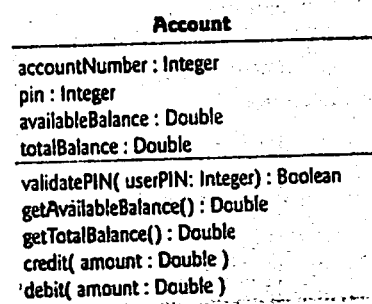 Account
accountNumber : Integer
pin : Integer
availableBalance : Double
totalBalance : Double
validatePIN( userPIN: Integer) : Boolean
getAvailableBalance() : Double
getTotalBalance() : Double
credit( amount : Double )
debit( amount : Double )